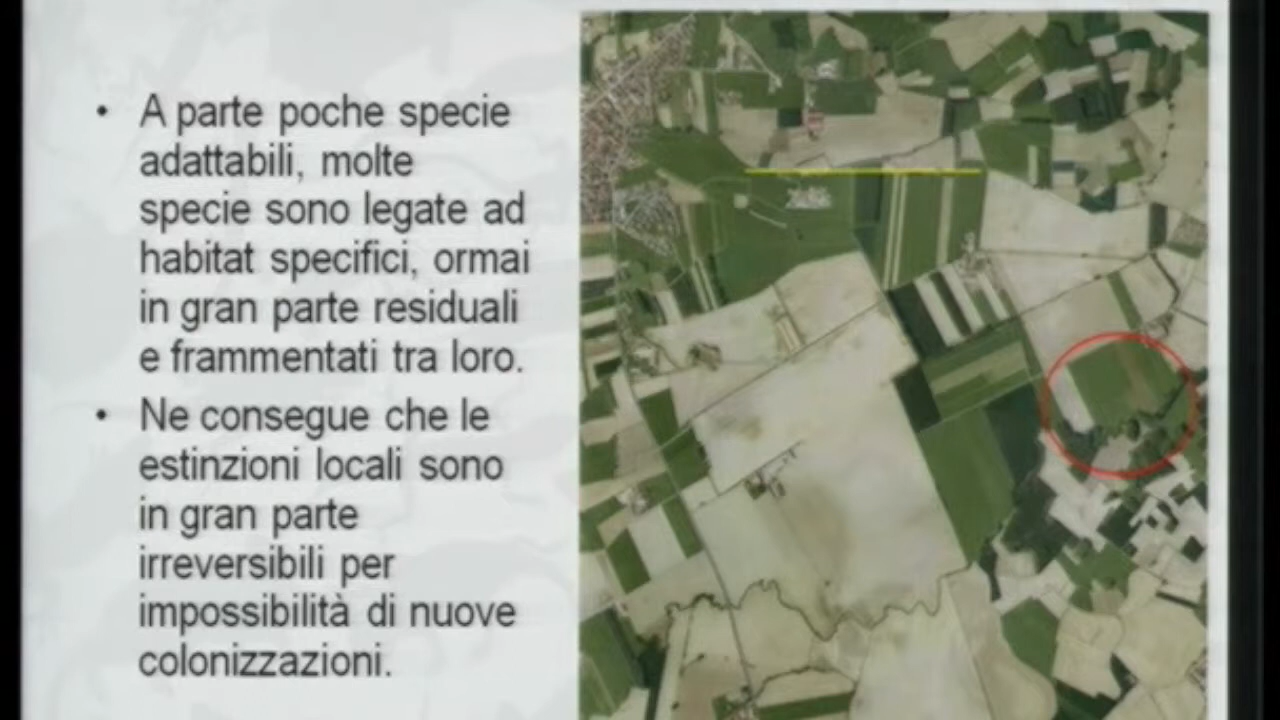 • A parte poche specie
adattabili, molte
specie sono legate ad
habitat specifici, ormai
in gran parte residuali
e frammentati tra loro.
• Ne consegue che le
estinzioni locali sono
in gran parte
irreversibili per
impossibilità di nuove
colonizzazioni.